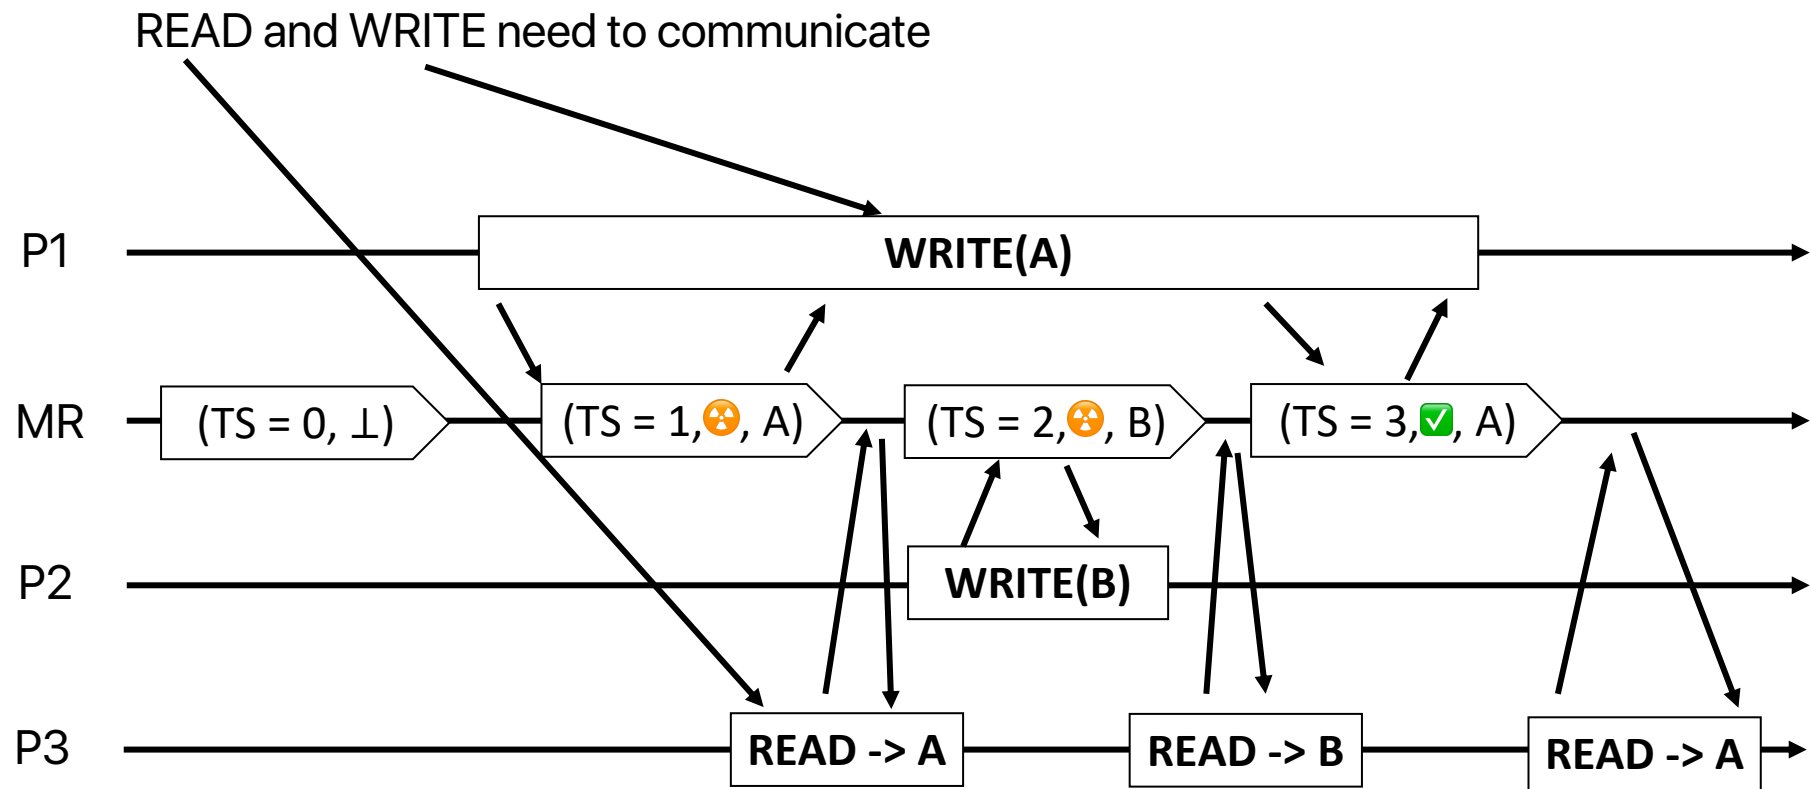 READ and WRITE need to communicate
P1
WRITE(A)
MR
(TS = 0, ⊥)
(TS = 1,☢, A)
(TS = 2,☢, B)
(TS = 3,✅, A)
P2
WRITE(B)
P3
READ -> A
READ -> B
READ -> A